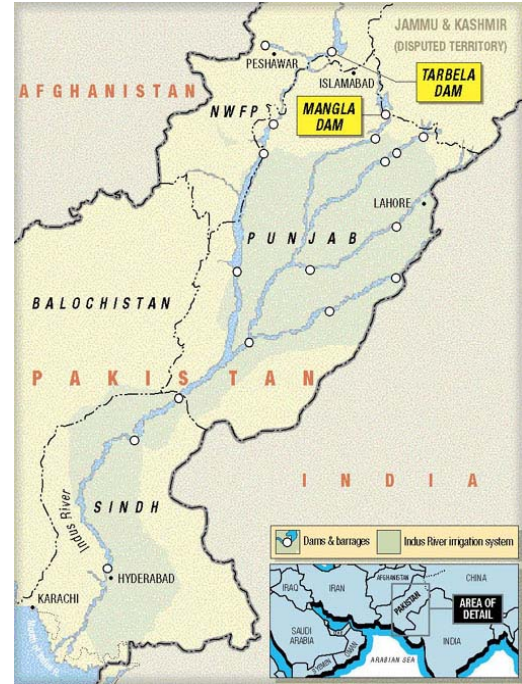 JAMMU & KASHMIR
(DISPUTED TERRITORY)
PESHAWAR
ISLAMABAD
TARBELA
DAM
AFGHANISTAN
NWFP
MANGLA
DAM
LAHORE
PUNJAB
BALOCHISTAN
PAKISTAN
INDIA
SINDH
Indus River
HYDERABAD
KARACHI
Dams & barrages
Indus River irrigation system
AFGHANISTAN
CHINA
IRAQ
IRAN
PAKISTAN
AREA OF
DETAIL
SAUDI
ARABIA
OMAN
YEMEN
INDIA
ARABIAN SEA